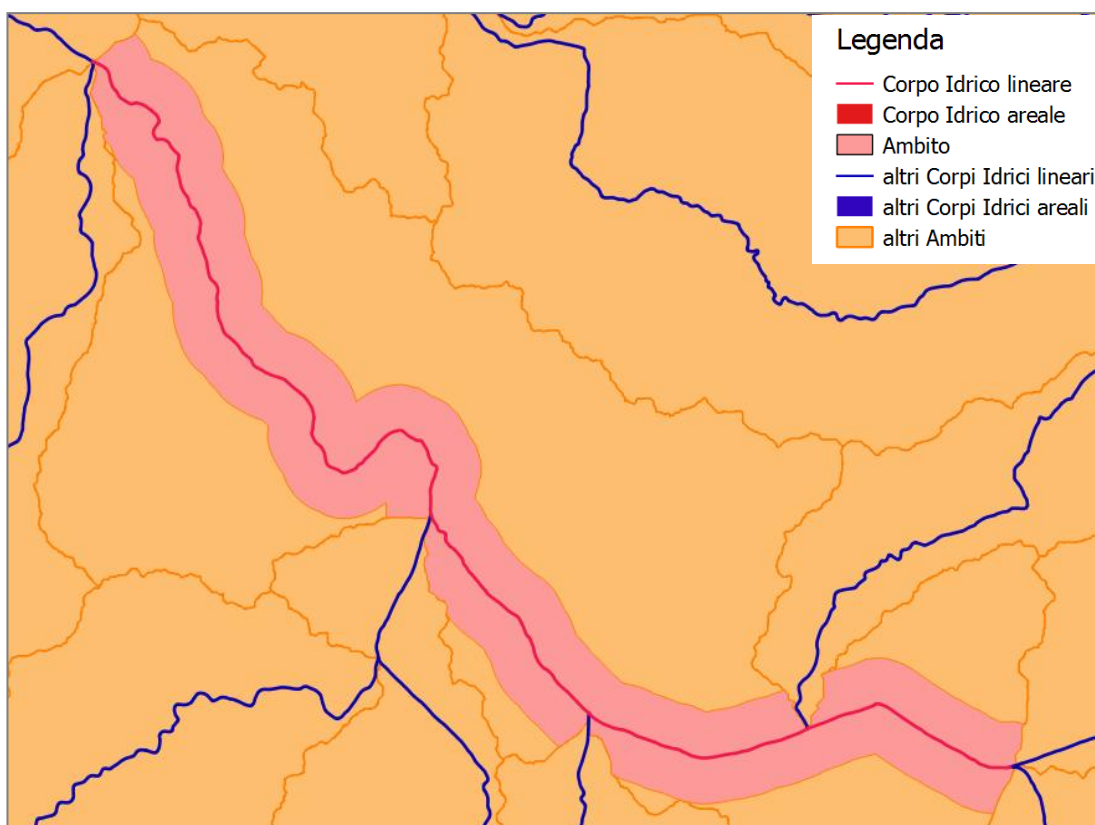 Legenda
Corpo Idrico lineare
Corpo Idrico areale
Ambito
altri Corpi Idrici lineari
altri Corpi Idrici areali
altri Ambiti